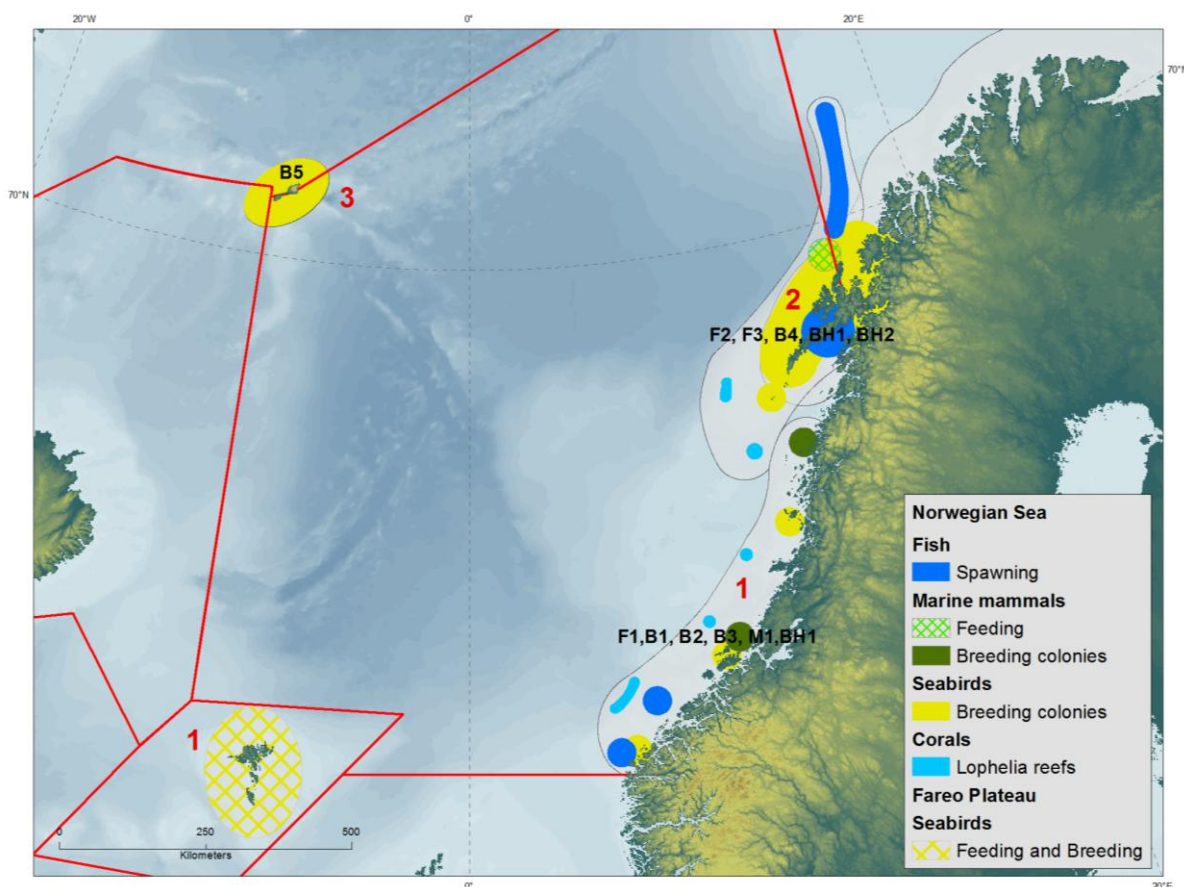 20°W
0°
20°E
70°N
70°N
B5
3
2
F2, F3, B4, BH1, BH2
1
F1,B1, B2, B3, M1,BH1
1
Norwegian Sea
Fish
Spawning
Marine mammals
Feeding
Breeding colonies
Seabirds
Breeding colonies
Corals
Lophelia reefs
Fareo Plateau
Seabirds
Feeding and Breeding
0
250
500
Kilometers
0°
20°E